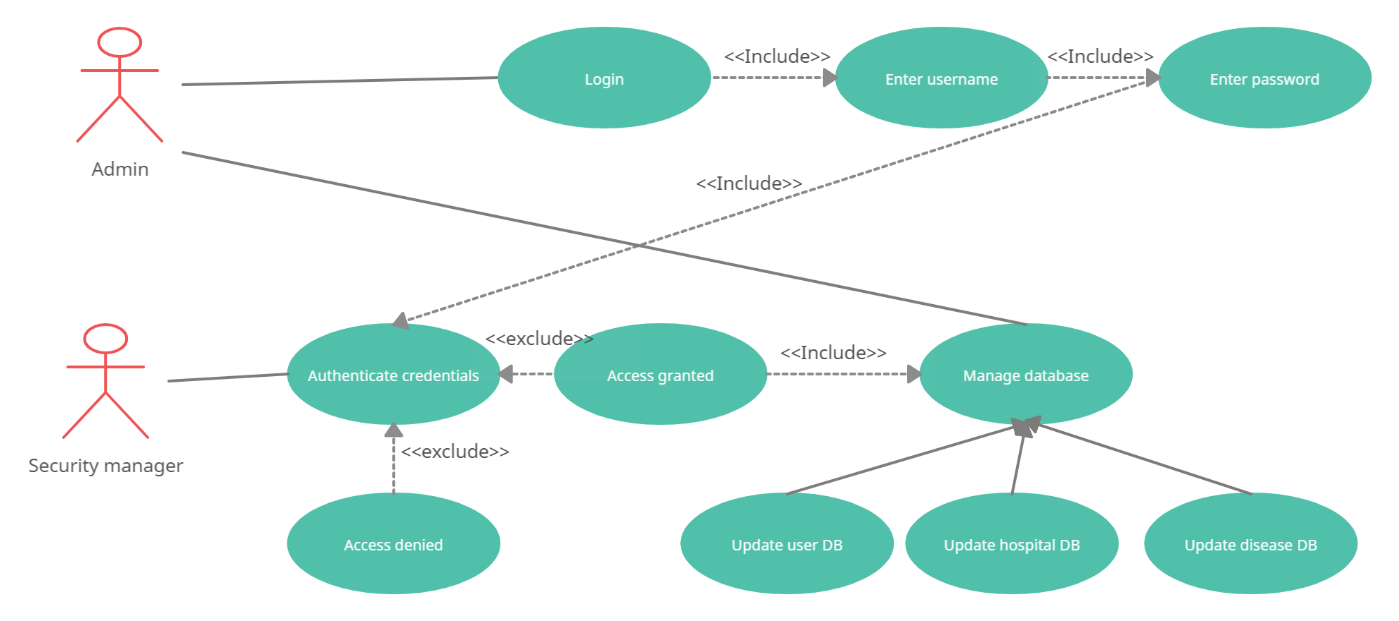 <<Include>>
<<Include>>
Login
Enter username
Enter password
Admin
<<Include>>
<<exclude>>
<<Include>>
Authenticate credentials
Access granted
Manage database
<<exclude>>
Security manager
Access denied
Update user DB
Update hospital DB
Update disease DB